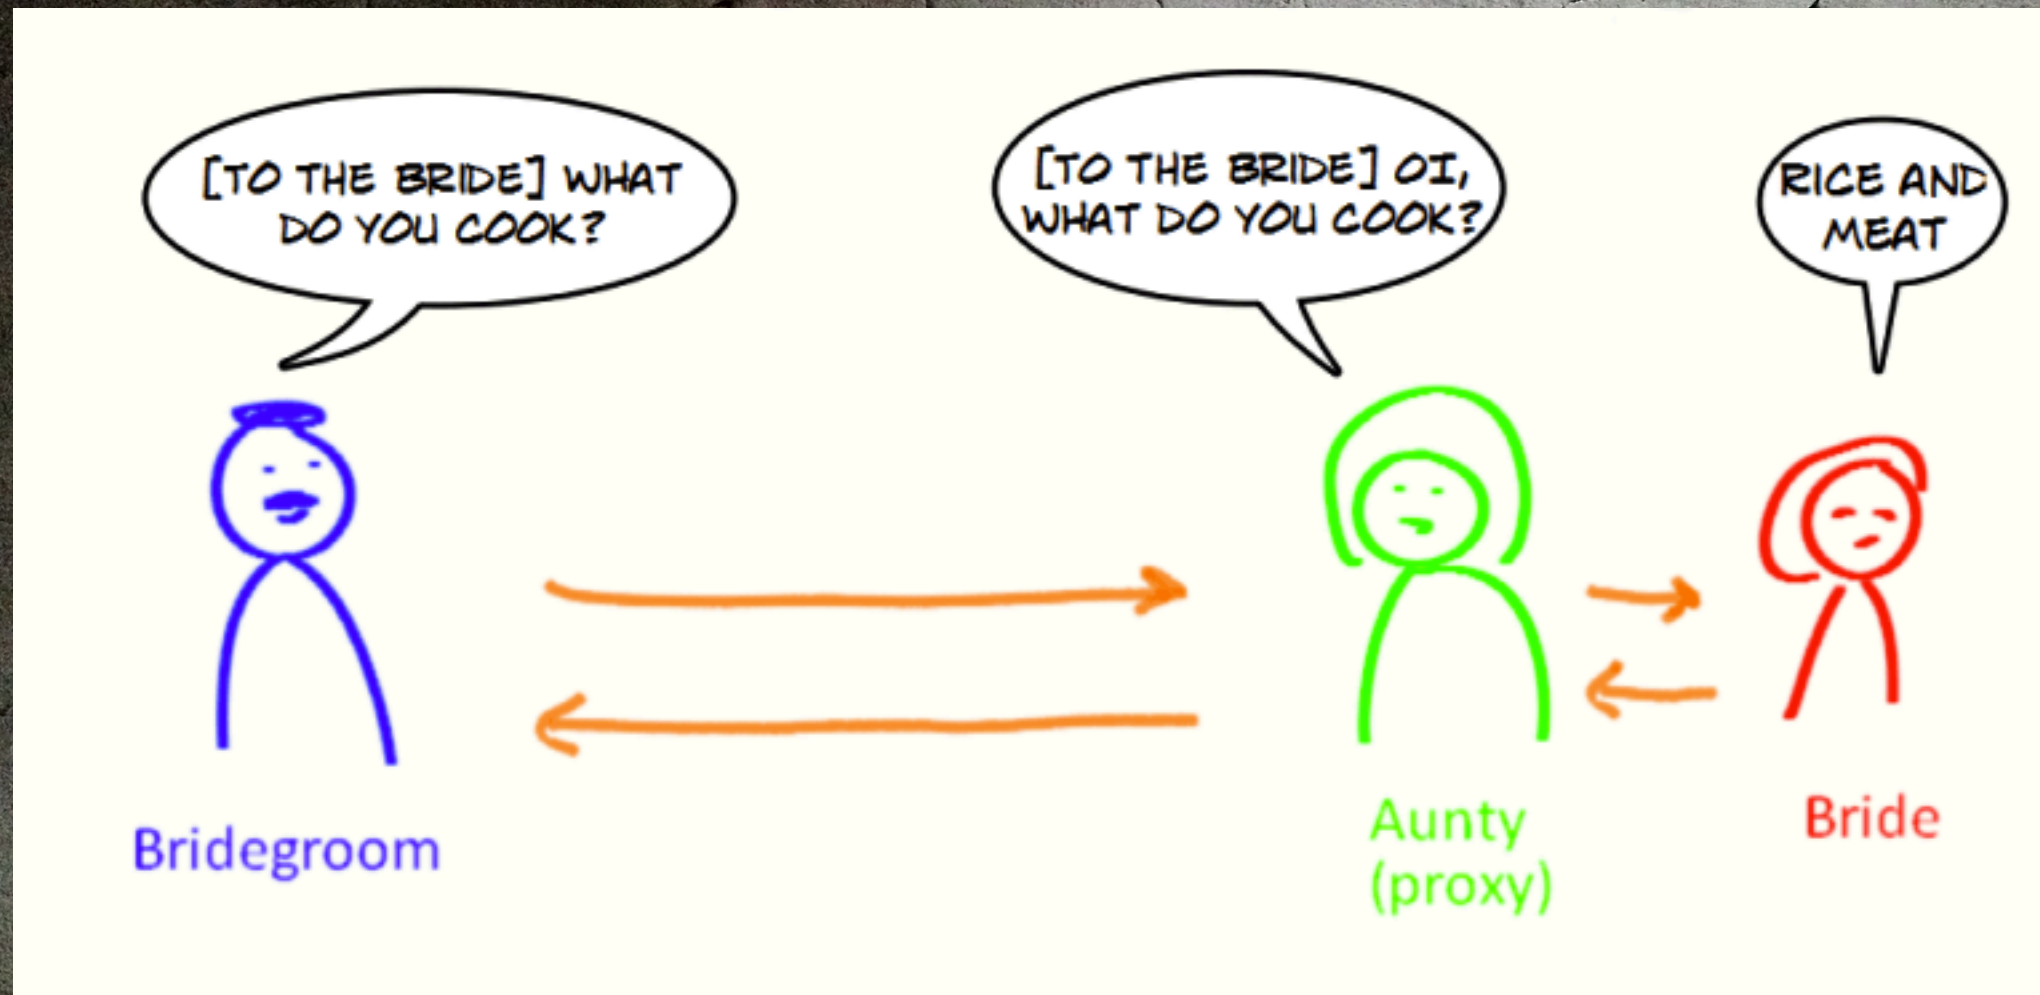 [TO THE BRIDE] WHAT
DO YOU COOK?
[TO THE BRIDE] OI,
WHAT DO YOU COOK?
RICE AND
MEAT
Bridegroom
Aunty
(proxy)
Bride